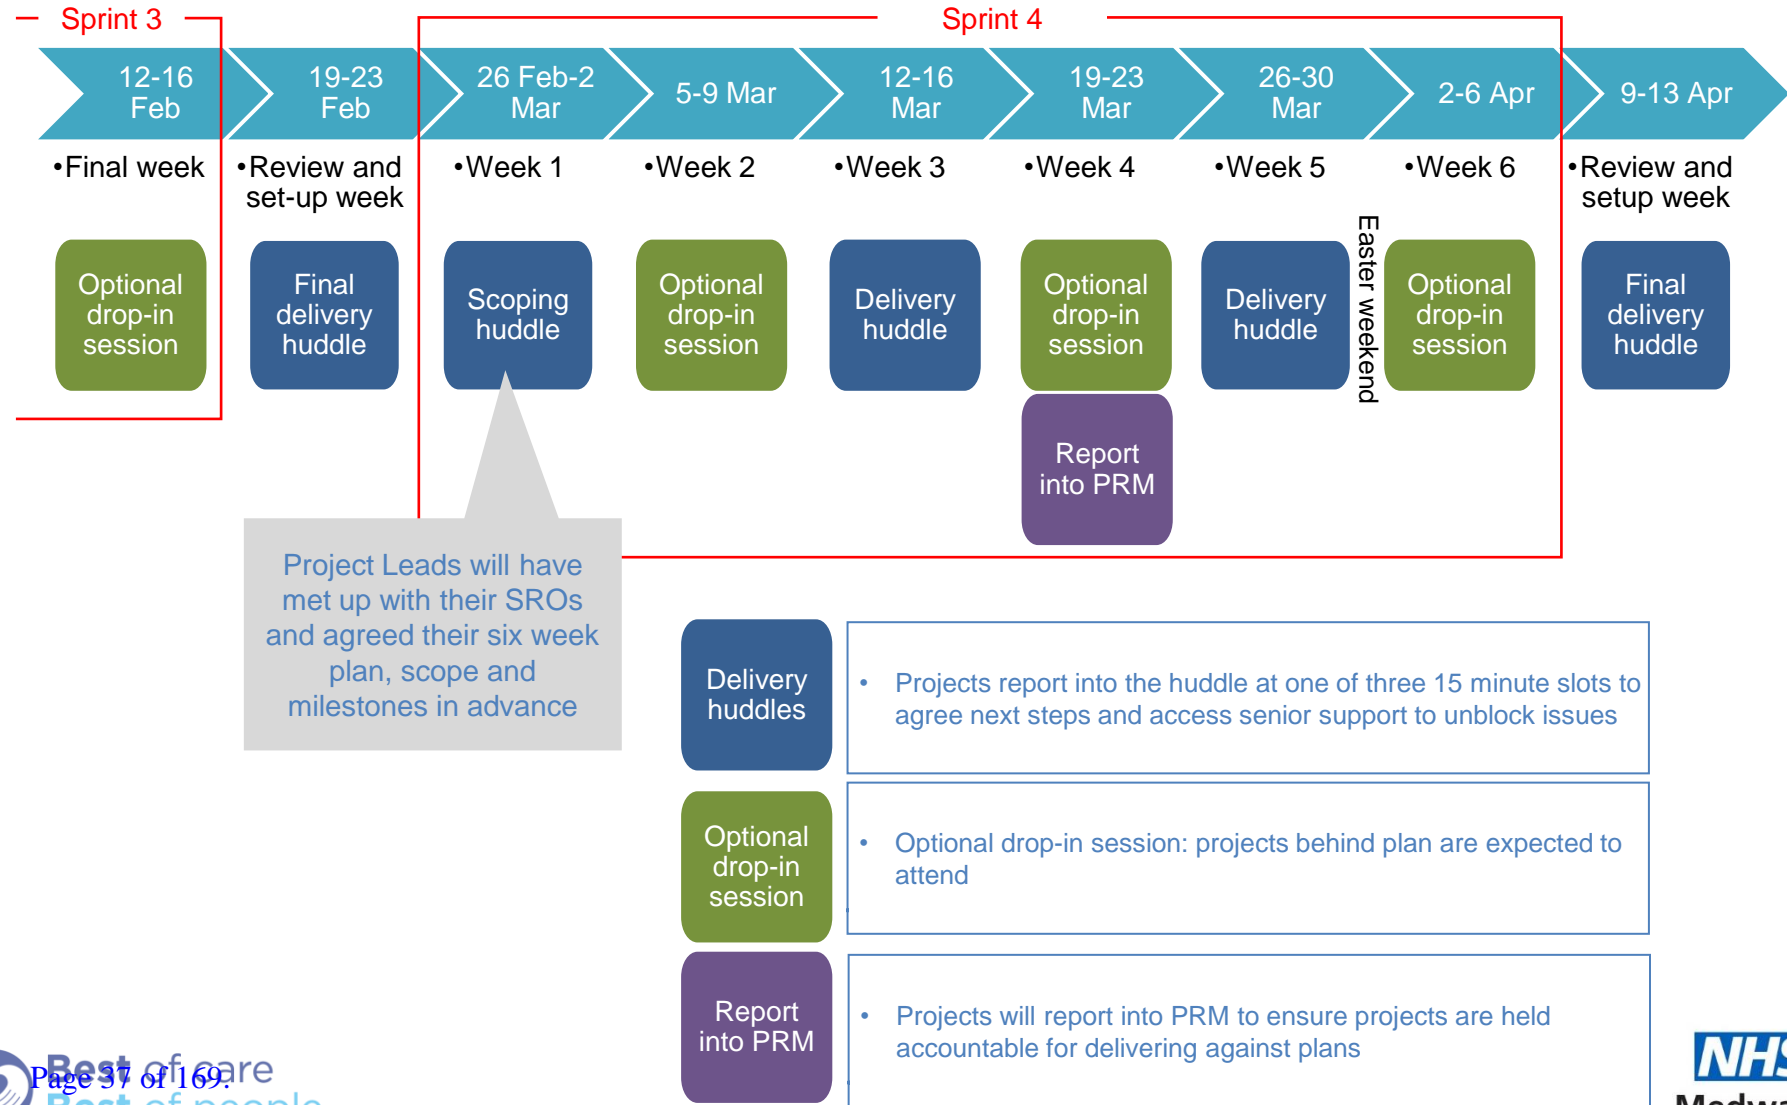 Sprint 3
Sprint 4
12-16
Feb
19-23
Feb
26 Feb-2
Mar
5-9 Mar
12-16
Mar
19-23
Mar
26-30
Mar
2-6 Apr
9-13 Apr
•Final week
•Review and
set-up week
•Week 1
•Week 2
•Week 3
•Week 4
•Week 5
•Week 6
•Review and
setup week
Optional
drop-in
session
Final
delivery
huddle
Scoping
huddle
Optional
drop-in
session
Delivery
huddle
Optional
drop-in
session
Delivery
huddle
Easter weekend
Optional
drop-in
session
Final
delivery
huddle
Report
into PRM
Project Leads will have
met up with their SROs
and agreed their six week
plan, scope and
milestones in advance
Delivery
huddles
• Projects report into the huddle at one of three 15 minute slots to
agree next steps and access senior support to unblock issues
Optional
drop-in
session
• Optional drop-in session: projects behind plan are expected to
attend
Report
into PRM
• Projects will report into PRM to ensure projects are held
accountable for delivering against plans
Best of care
Page 37 of 169.
Best of people
NHS